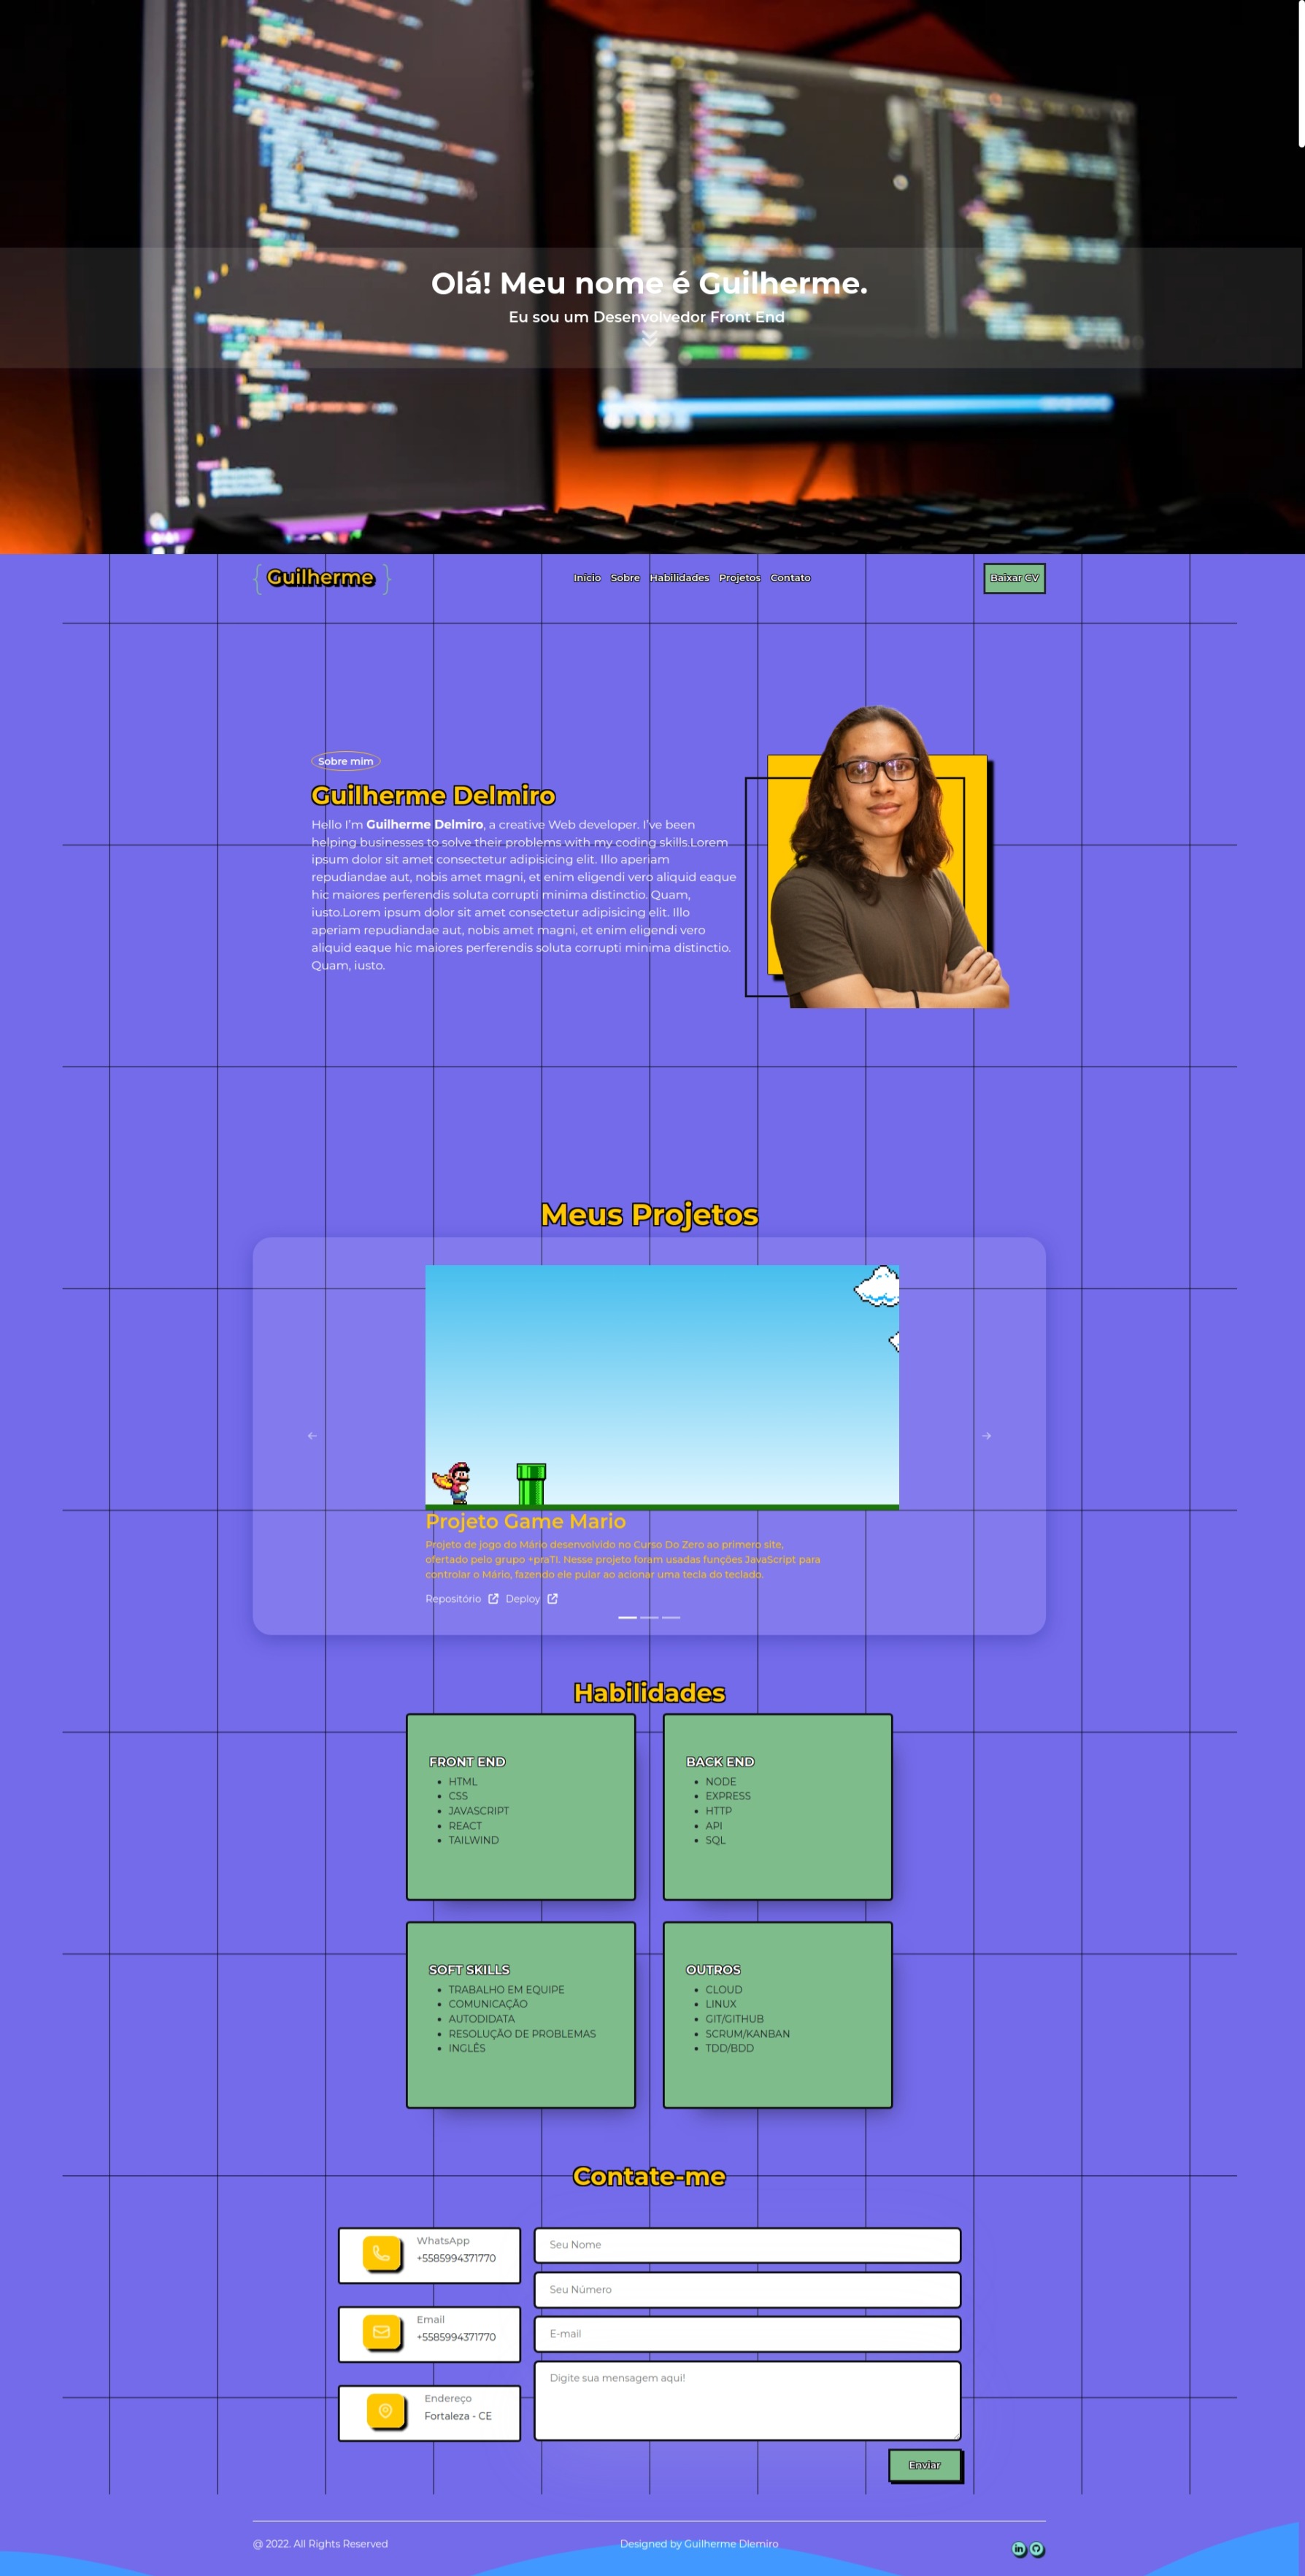 Olá! Meu nome é Guilherme.
Eu sou um Desenvolvedor Front End
{ Guilherme }
Inicio Sobre Habilidades Projetos Contato
Baixar CV
Sobre mim
Guilherme Delmiro
Hello I'm Guilherme Delmiro, a creative Web developer. I've been
helping businesses to solve their problems with my coding skills.Lorem
ipsum dolor sit amet consectetur adipisicing elit. Illo aperiam
repudiandae aut, nobis amet magni, et enim eligendi vero aliquid eaque
hic maiores perferendis soluta corrupti minima distinctio. Quam,
iusto.Lorem ipsum dolor sit amet consectetur adipisicing elit. Illo
aperiam repudiandae aut, nobis amet magni, et enim eligendi vero
aliquid eaque hic maiores perferendis soluta corrupti minima distinctio.
Quam, iusto.
Meus Projetos
Projeto Game Mario
Projeto de jogo do Mário desenvolvido no Curso Do Zero ao primero site,
ofertado pelo grupo +praTI. Nesse projeto foram usadas funções JavaScript para
controlar o Mário, fazendo ele pular ao acionar uma tecla do teclado.
Repositório Deploy
Habilidades
FRONT END
HTML
CSS
JAVASCRIPT
REACT
TAILWIND
BACK END
NODE
EXPRESS
HTTP
API
SQL
SOFT SKILLS
TRABALHO EM EQUIPE
COMUNICAÇÃO
AUTODIDATA
RESOLUÇÃO DE PROBLEMAS
INGLÊS
OUTROS
CLOUD
LINUX
GIT/GITHUB
SCRUM/KANBAN
TDD/BDD
Contate-me
WhatsApp
+5585994371770
Email
+5585994371770
Endereço
Fortaleza - CE
Seu Nome
Seu Número
E-mail
Digite sua mensagem aqui!
Enviar
@ 2022. All Rights Reserved
Designed by Guilherme Dlemiro
in